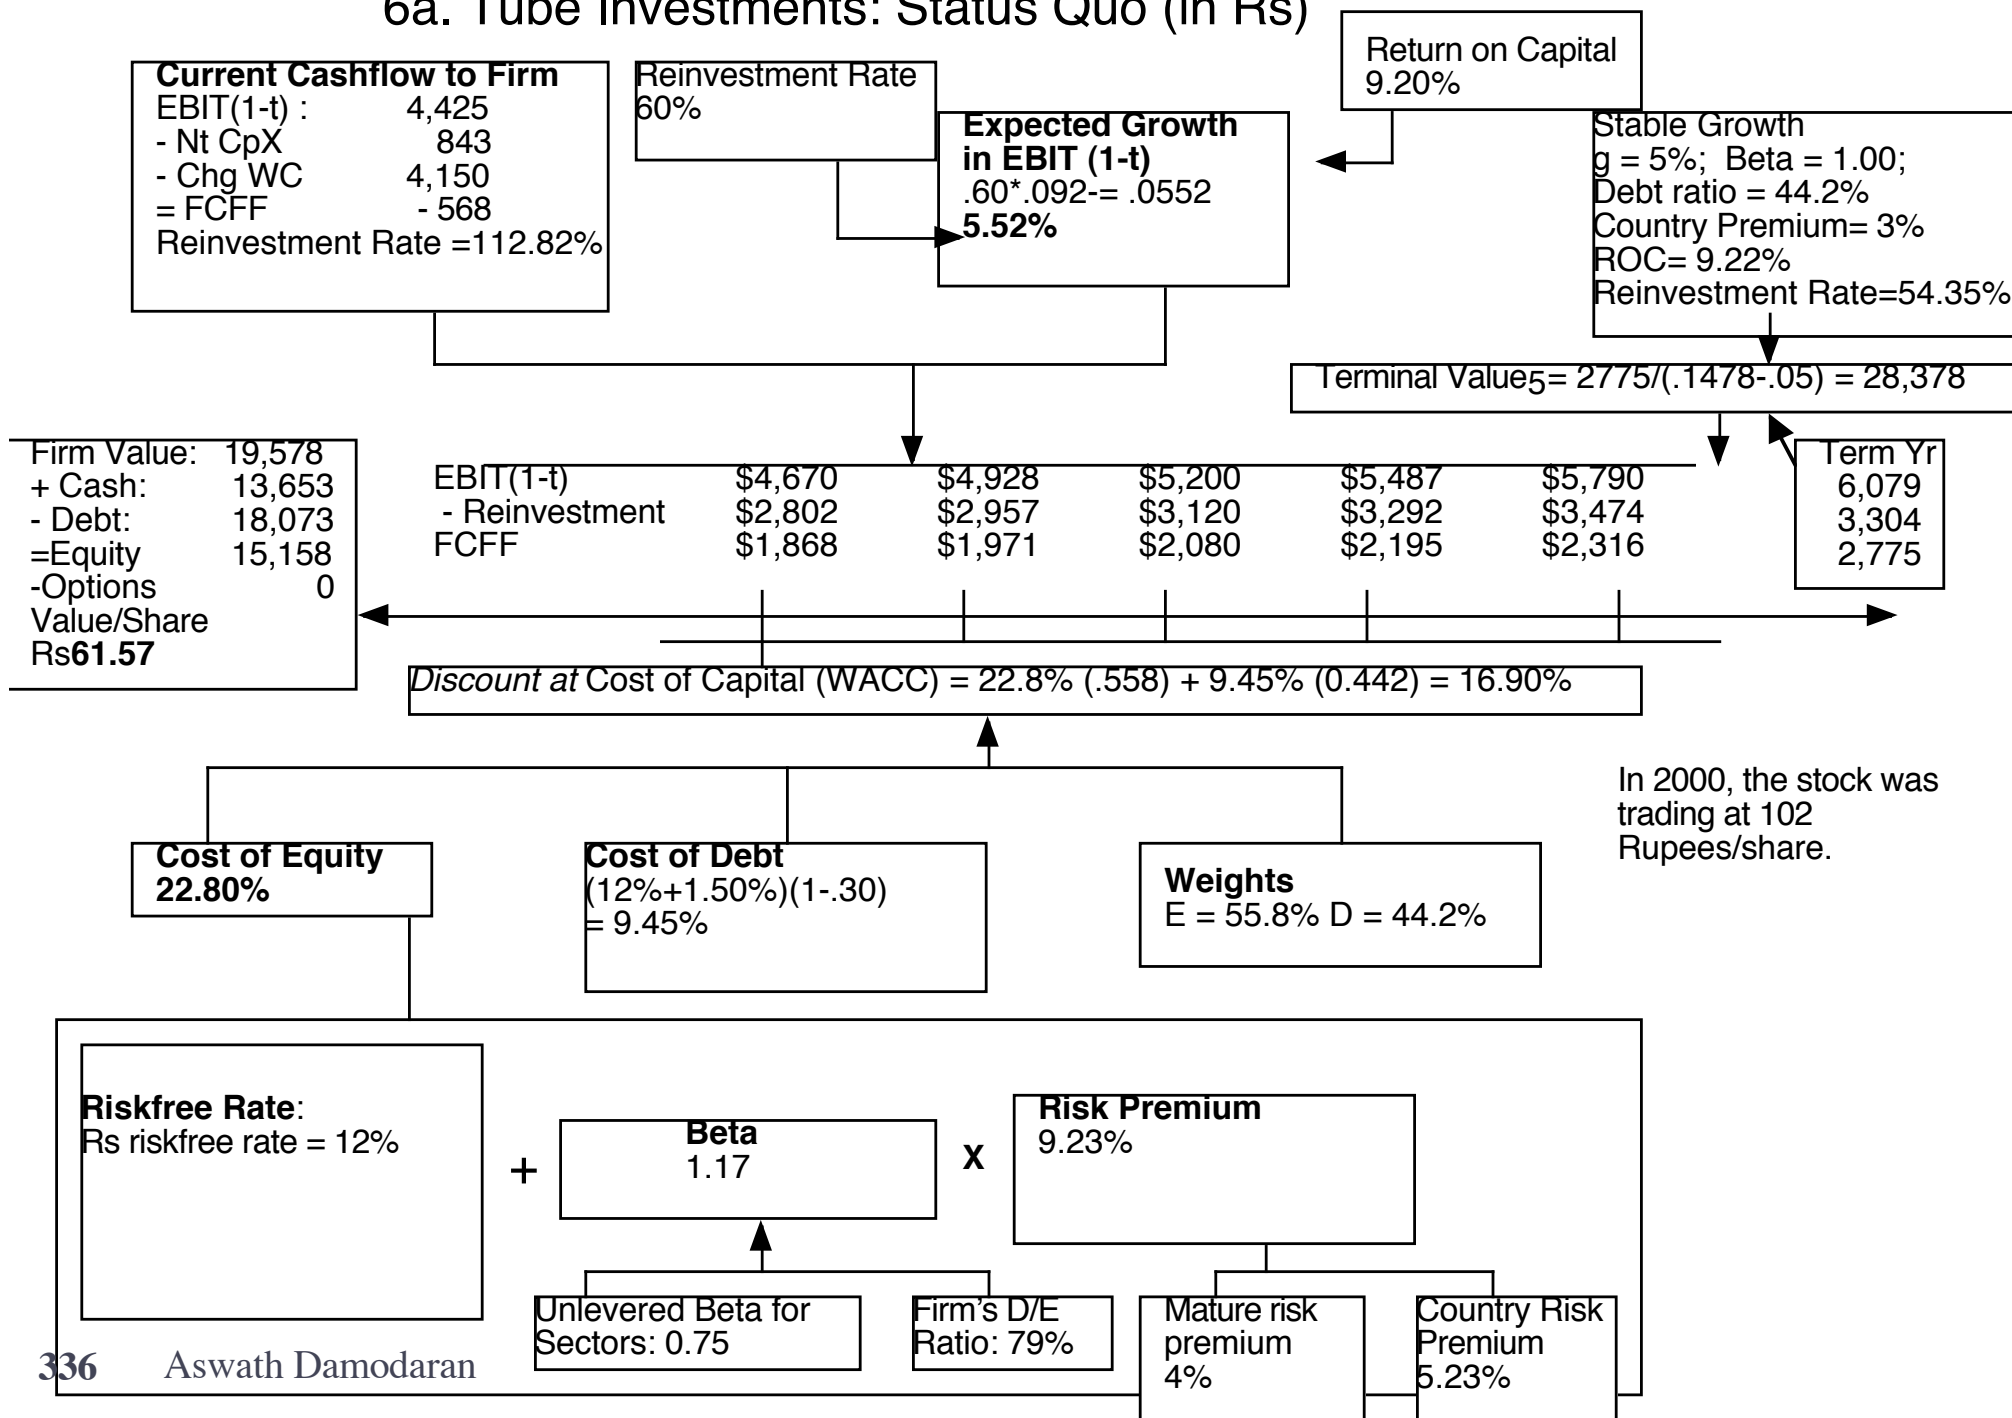 6a. Tube Investments: Status Quo (in Rs)
Current Cashflow to Firm
EBIT(1-t) : 4,425
- Nt CpX 843
- Chg WC 4,150
= FCFF - 568
Reinvestment Rate =112.82%
Reinvestment Rate
60%
Expected Growth
in EBIT (1-t)
.60*.092-= .0552
5.52%
Return on Capital
9.20%
Stable Growth
g = 5%; Beta = 1.00;
Debt ratio = 44.2%
Country Premium= 3%
ROC= 9.22%
Reinvestment Rate=54.35%
Terminal Value5= 2775/(.1478-.05) = 28,378
Firm Value: 19,578
+ Cash: 13,653
- Debt: 18,073
=Equity 15,158
-Options 0
Value/Share
Rs61.57
EBIT(1-t) $4,670 $4,928 $5,200 $5,487 $5,790
- Reinvestment $2,802 $2,957 $3,120 $3,292 $3,474
FCFF $1,868 $1,971 $2,080 $2,195 $2,316
Term Yr
6,079
3,304
2,775
Discount at Cost of Capital (WACC) = 22.8% (.558) + 9.45% (0.442) = 16.90%
In 2000, the stock was
trading at 102
Rupees/share.
Cost of Equity
22.80%
Cost of Debt
(12%+1.50%)(1-.30)
= 9.45%
Weights
E = 55.8% D = 44.2%
Riskfree Rate:
Rs riskfree rate = 12%
+
Beta
1.17
X
Risk Premium
9.23%
Unlevered Beta for
Sectors: 0.75
Firm's D/E
Ratio: 79%
Mature risk
premium
4%
Country Risk
Premium
5.23%
336 Aswath Damodaran